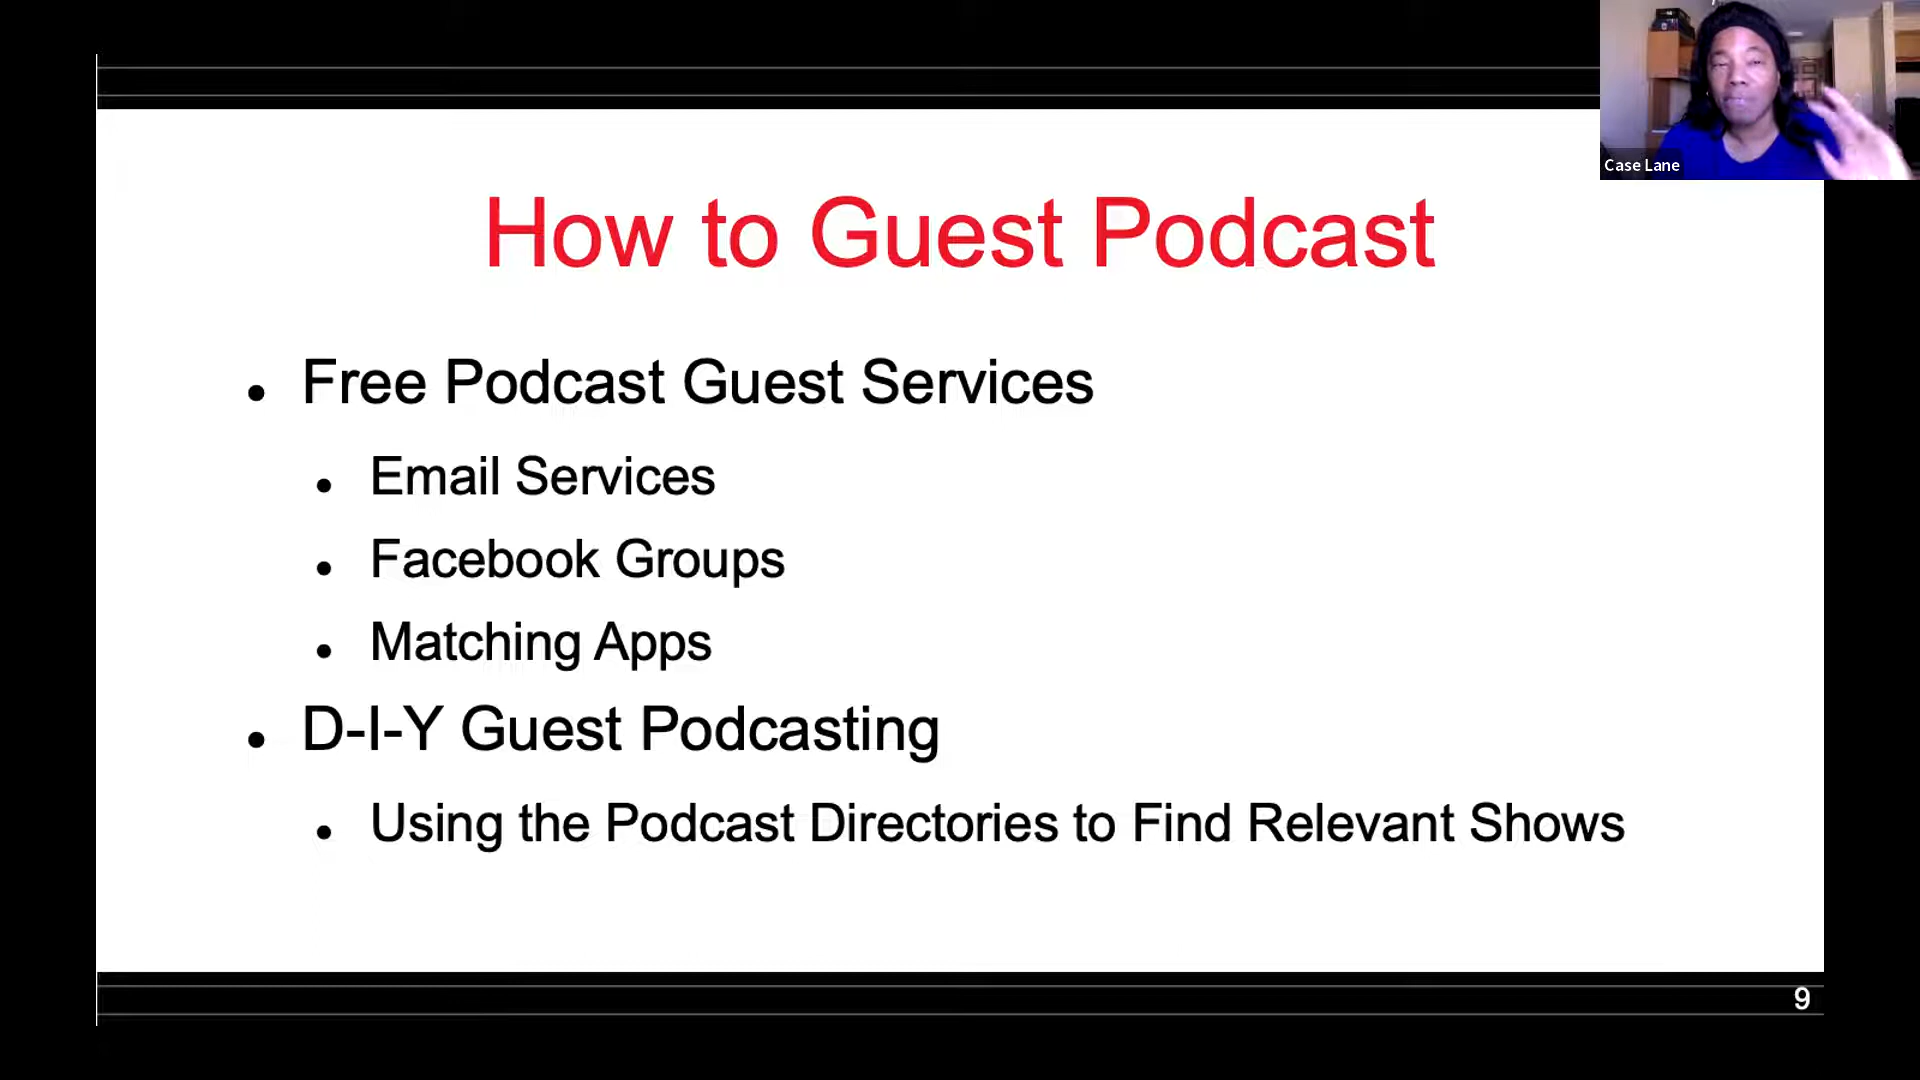 Case Lane
How to Guest Podcast
• Free Podcast Guest Services
• Email Services
• Facebook Groups
• Matching Apps
• D-I-Y Guest Podcasting
• Using the Podcast Directories to Find Relevant Shows
9